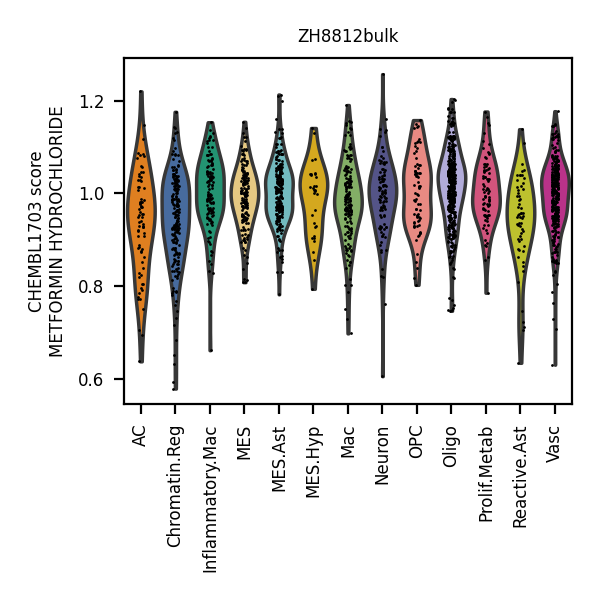 ZH8812bulk
CHEMBL1703 score
METFORMIN HYDROCHLORIDE
1.2
1.0
0.8
0.6
AC
Chromatin.Reg
Inflammatory.Mac
MES
MES.Ast
MES.Hyp
Mac
Neuron
OPC
Oligo
Prolif.Metab
Reactive.Ast
Vasc